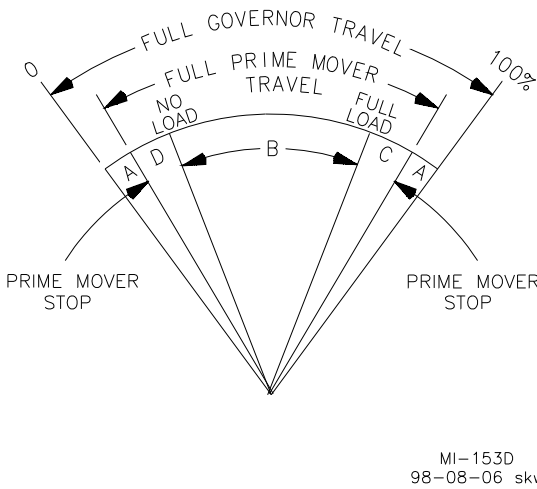 FULL GOVERNOR TRAVEL
0
100%
FULL PRIME MOVER
TRAVEL
NO
LOAD
FULL
LOAD
A
D
B
C
A
PRIME MOVER
STOP
PRIME MOVER
STOP
MI-153D
98-08-06 skw